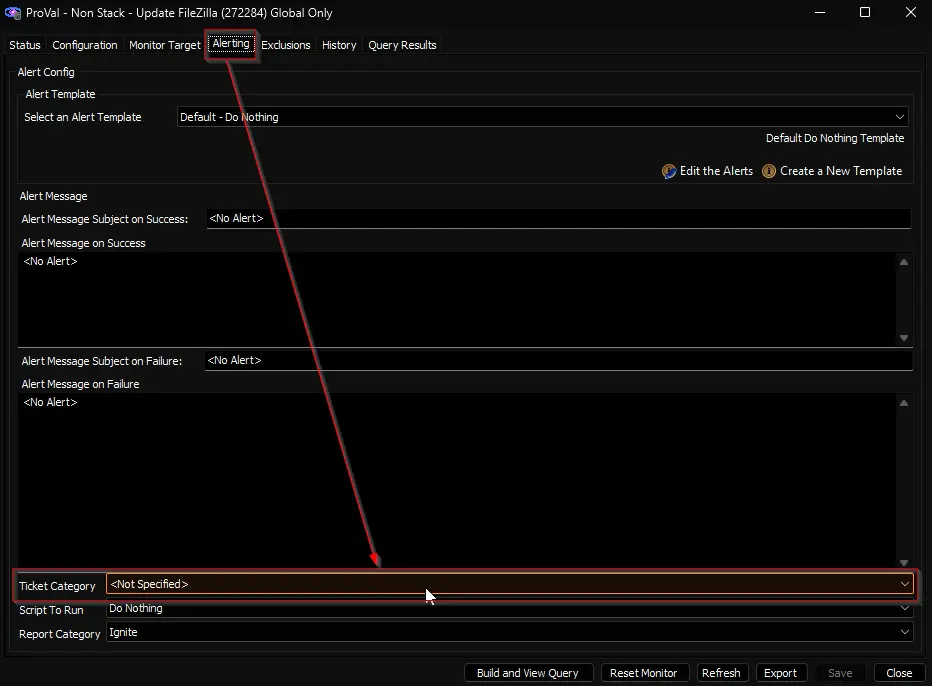 ProVal - Non Stack - Update FileZilla (272284) Global Only
Status Configuration Monitor Target Alerting Exclusions History Query Results
Alert Config
Alert Template
Select an Alert Template Default - Do Nothing
Default Do Nothing Template
Edit the Alerts Create a New Template
Alert Message
Alert Message Subject on Success: <No Alert>
Alert Message on Success
<No Alert>
Alert Message Subject on Failure: <No Alert>
Alert Message on Failure
<No Alert>
Ticket Category <Not Specified>
Script To Run Do Nothing
Report Category Ignite
Build and View Query Reset Monitor Refresh Export Save Close